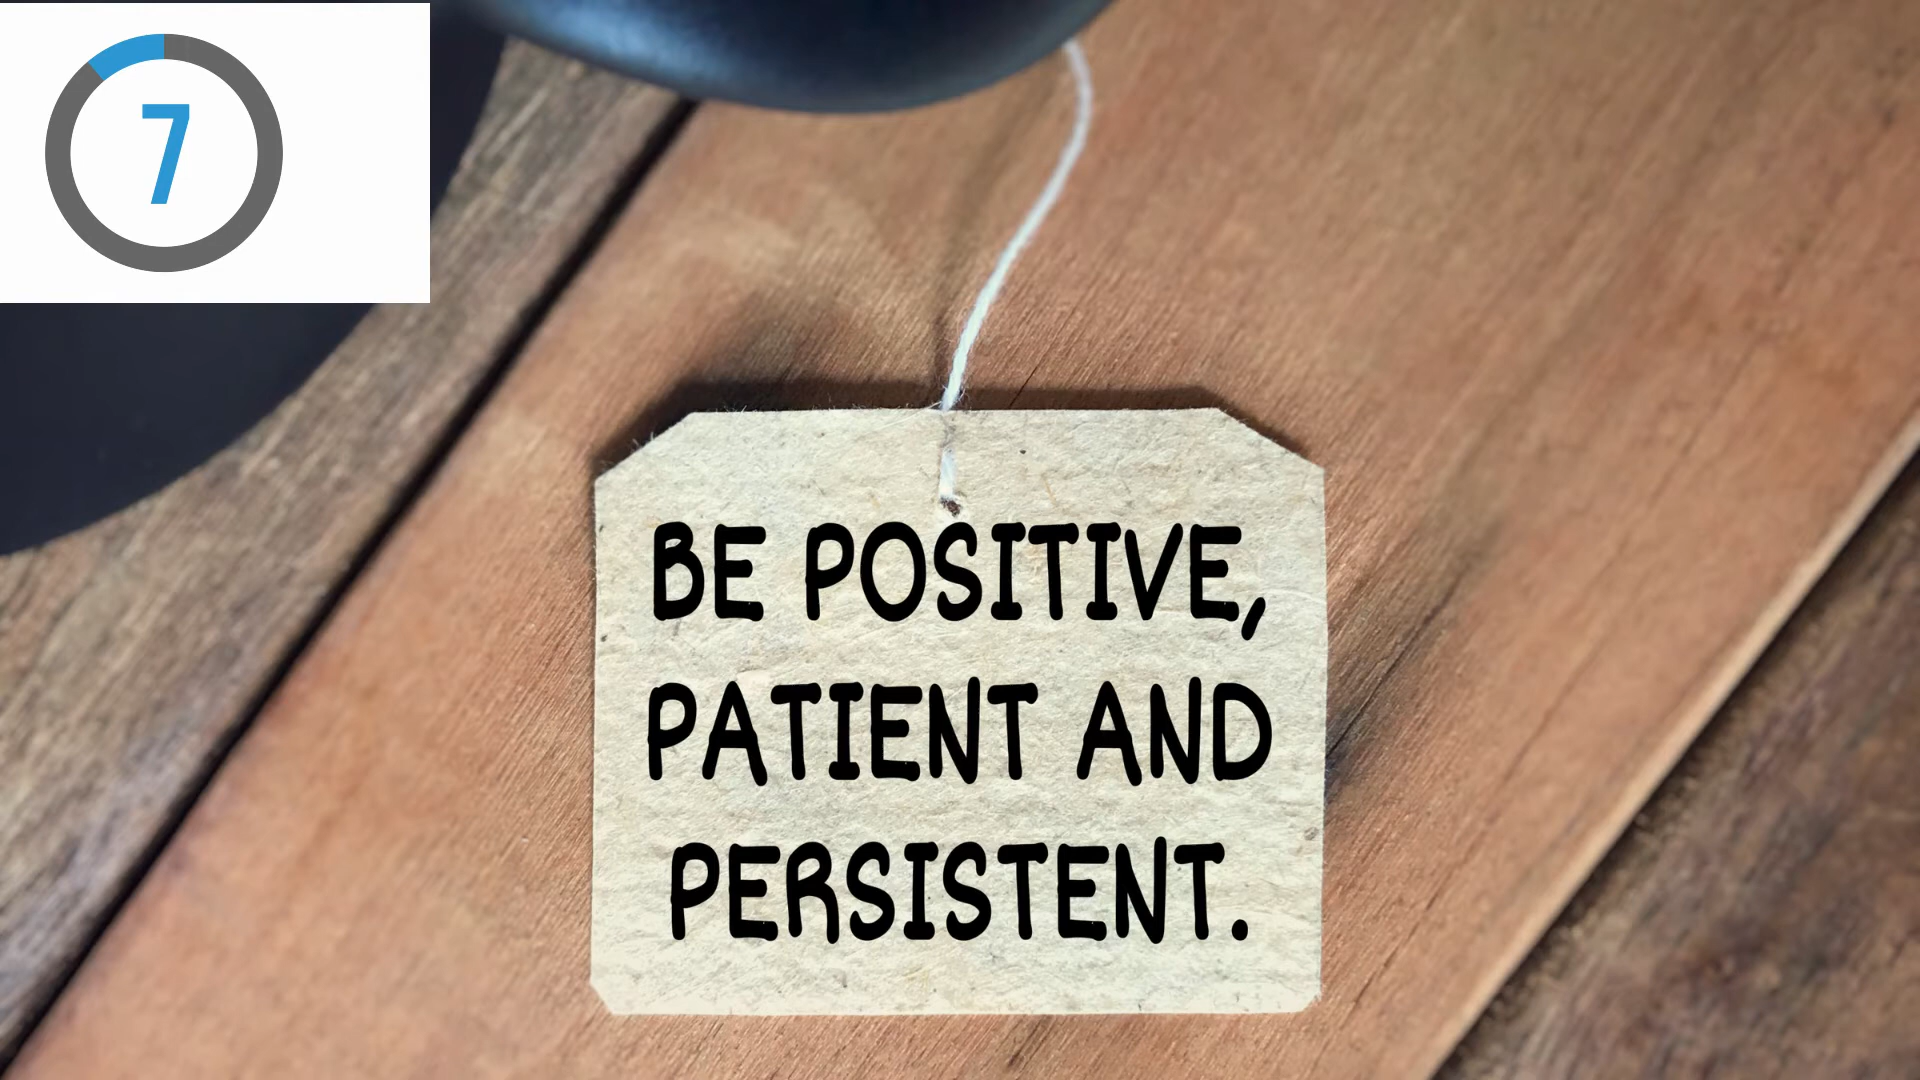 7
BE POSITIVE,
PATIENT AND
PERSISTENT.